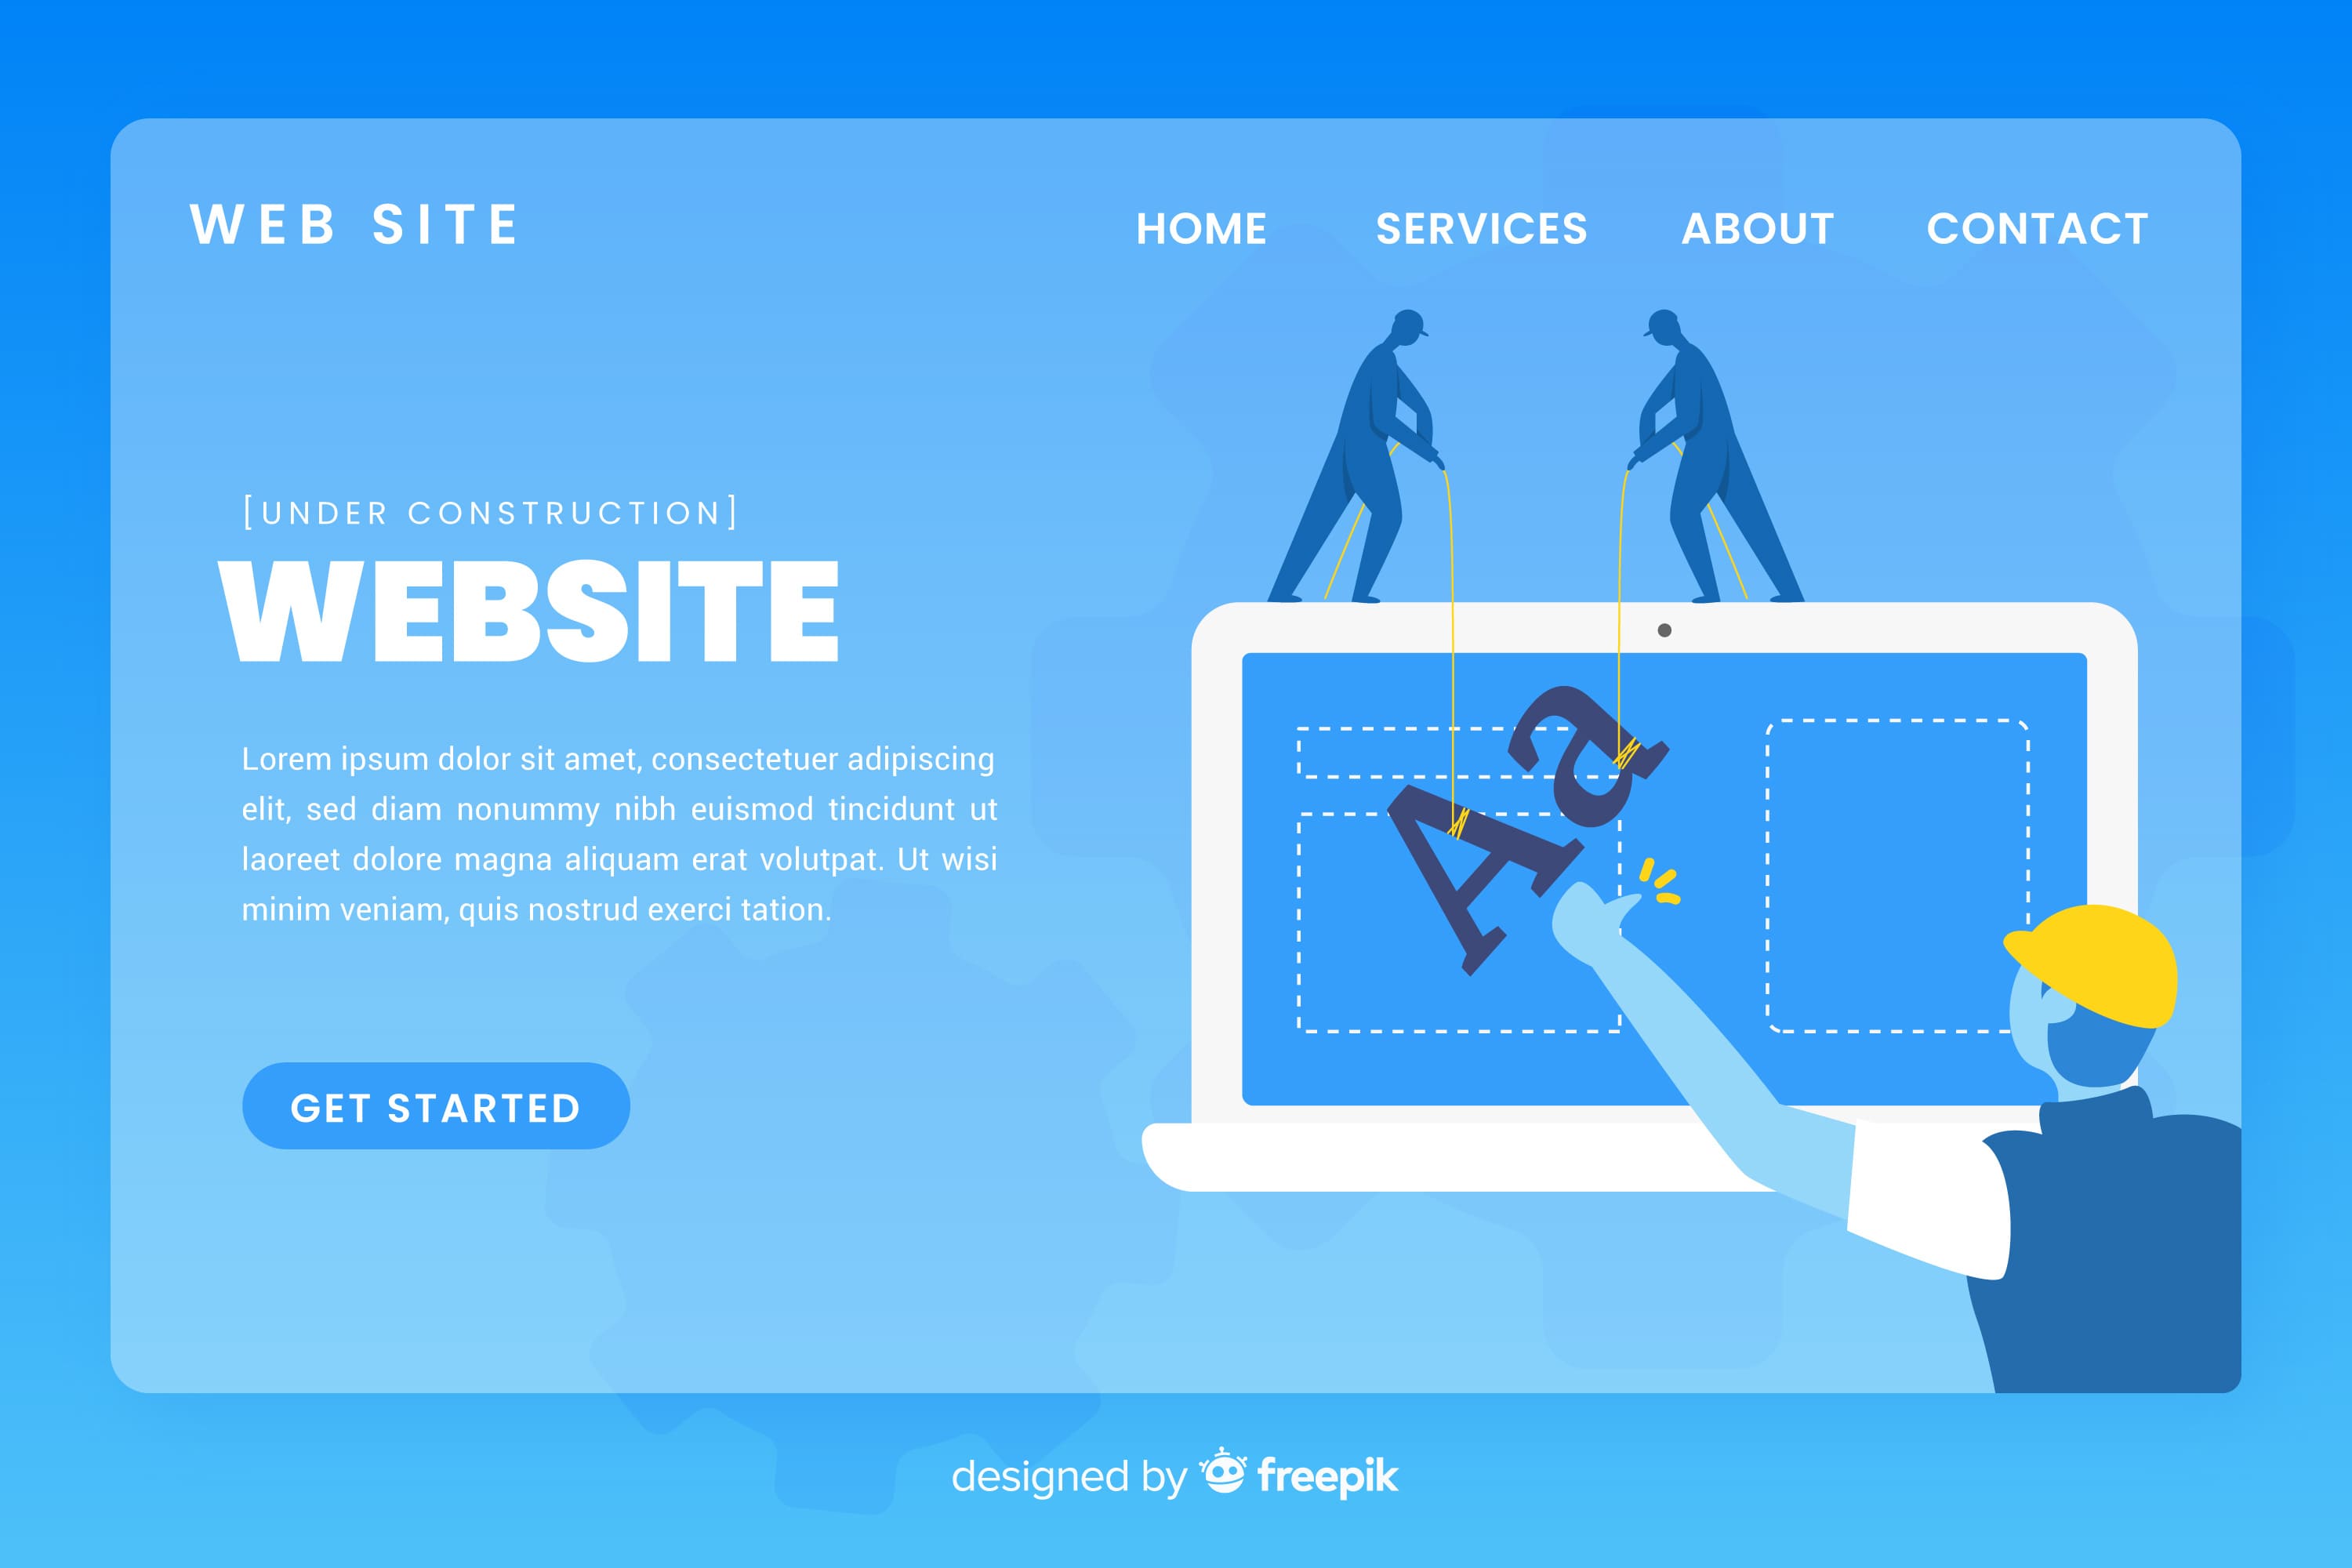 WEB SITE
HOME SERVICES ABOUT CONTACT
[UNDER CONSTRUCTION]
WEBSITE
Lorem ipsum dolor sit amet, consectetuer adipiscing
elit, sed diam nonummy nibh euismod tincidunt ut
laoreet dolore magna aliquam erat volutpat. Ut wisi
minim veniam, quis nostrud exerci tation.
GET STARTED
Aa
designed by freepik